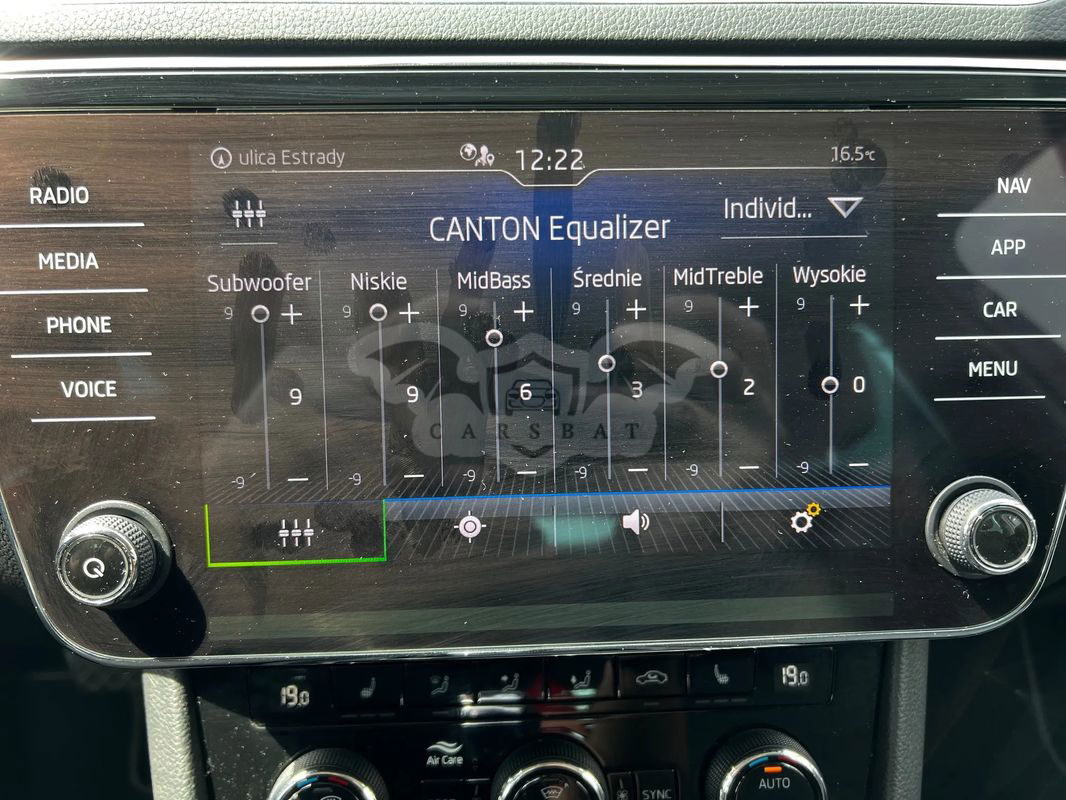 ulica Estrady 12:22 16.5°C
RADIO
MEDIA
PHONE
VOICE
NAV
APP
CAR
MENU
CANTON Equalizer Individ...
Subwoofer Niskie MidBass Średnie MidTreble Wysokie
9 + 9 + 9 + 9 + 9 + 9 +
9 9 6 3 2 0
CARSBAT
-9 — -9 — -9 — -9 — -9 — -9 —
19.0 19.0
Air Care
SYNC
AUTO